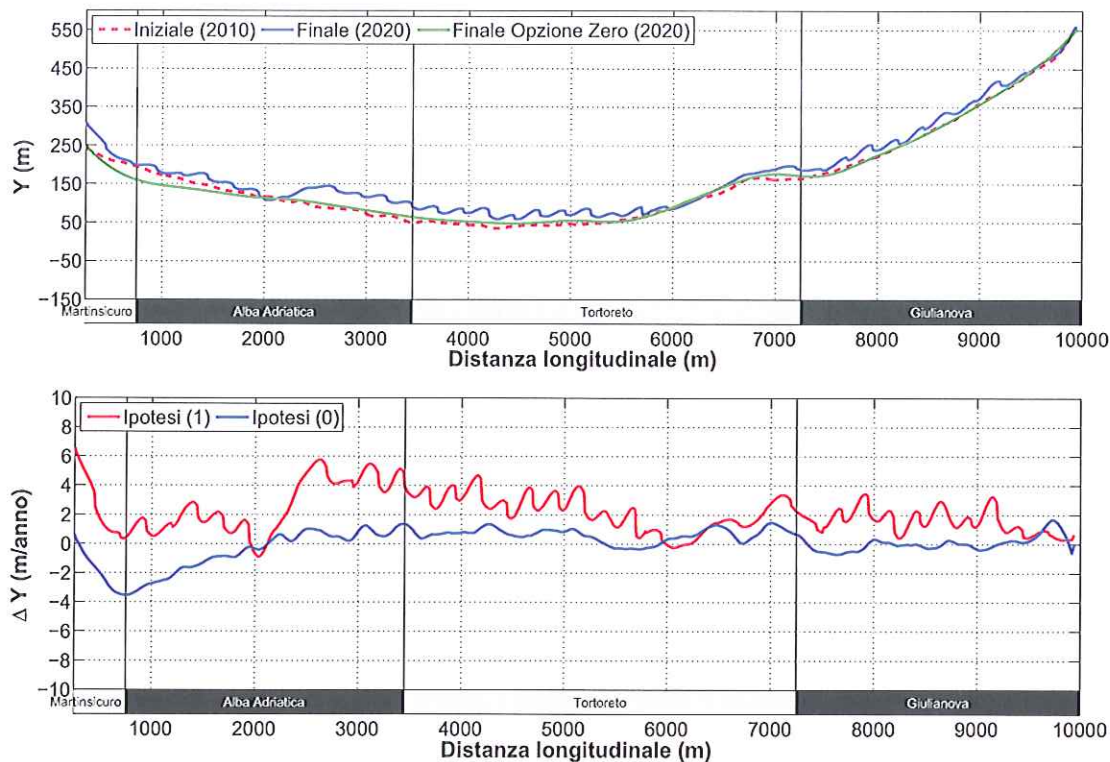 550
450
350
250
150
50
−50
−150
Y (m)
Iniziale (2010) Finale (2020) Finale Opzione Zero (2020)
Martinsicuro Alba Adriatica Tortoreto Giulianova
1000 2000 3000 4000 5000 6000 7000 8000 9000 10000
Distanza longitudinale (m)
10
8
6
4
2
0
−2
−4
−6
−8
−10
Δ Y (m/anno)
Ipotesi (1) Ipotesi (0)
Martinsicuro Alba Adriatica Tortoreto Giulianova
1000 2000 3000 4000 5000 6000 7000 8000 9000 10000
Distanza longitudinale (m)